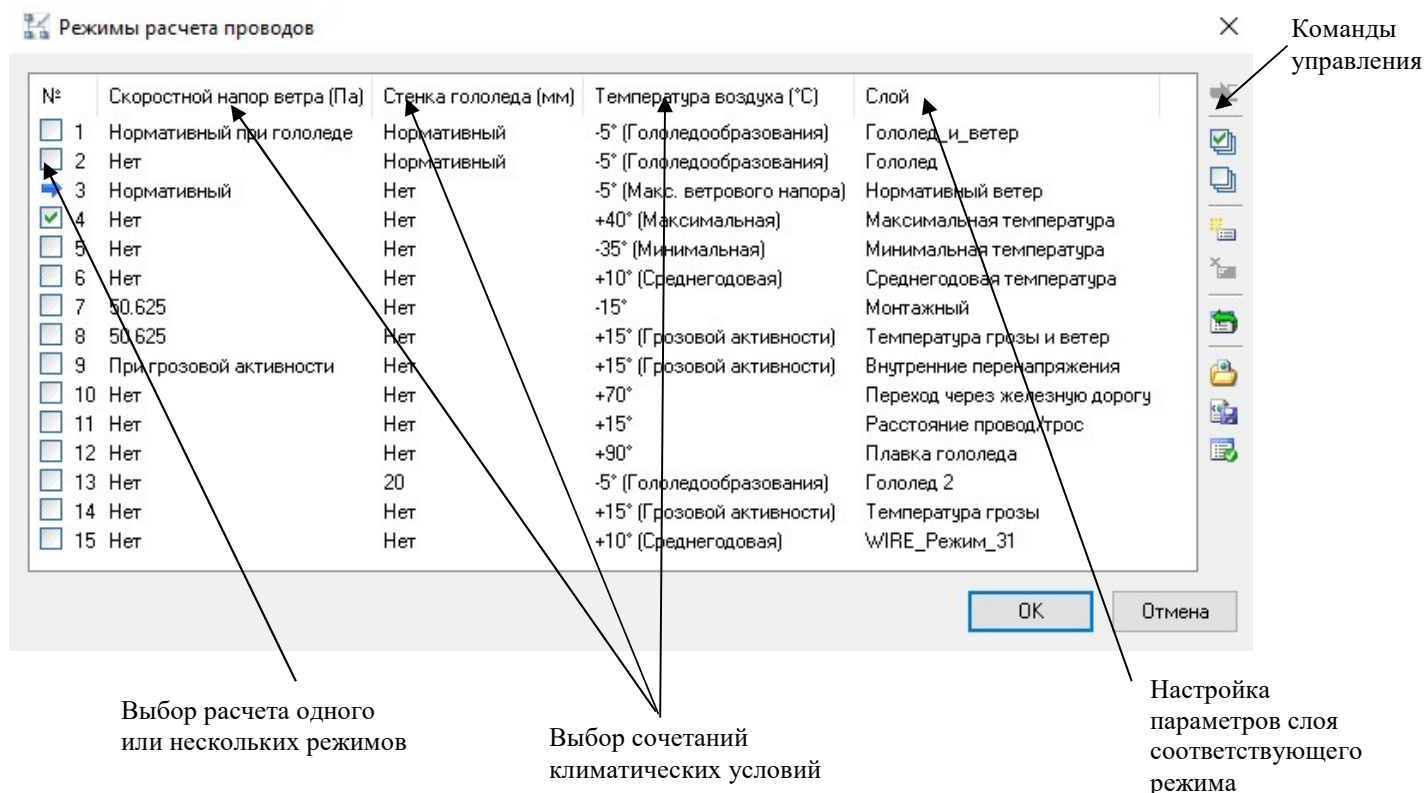 Режимы расчета проводов
Команды
управления
№ Скоростной напор ветра (Па) Стенка гололеда (мм) Температура воздуха (°C) Слой
1 Нормативный при гололеде Нормативный -5° (Гололедообразования) Гололед_и_ветер
2 Нет Нормативный -5° (Гололедообразования) Гололед
3 Нормативный Нет -5° (Макс. ветрового напора) Нормативный ветер
4 Нет Нет +40° (Максимальная) Максимальная температура
5 Нет Нет -35° (Минимальная) Минимальная температура
6 Нет Нет +10° (Среднегодовая) Среднегодовая температура
7 50.625 Нет -15° Монтажный
8 50.625 Нет +15° (Грозовой активности) Температура грозы и ветер
9 При грозовой активности Нет +15° (Грозовой активности) Внутренние перенапряжения
10 Нет Нет +70° Переход через железную дорогу
11 Нет Нет +15° Расстояние провод/трос
12 Нет Нет +90° Плавка гололеда
13 Нет 20 -5° (Гололедообразования) Гололед 2
14 Нет Нет +15° (Грозовой активности) Температура грозы
15 Нет Нет +10° (Среднегодовая) WIRE_Режим_31
OK Отмена
Выбор расчета одного
или нескольких режимов
Выбор сочетаний
климатических условий
Настройка
параметров слоя
соответствующего
режима